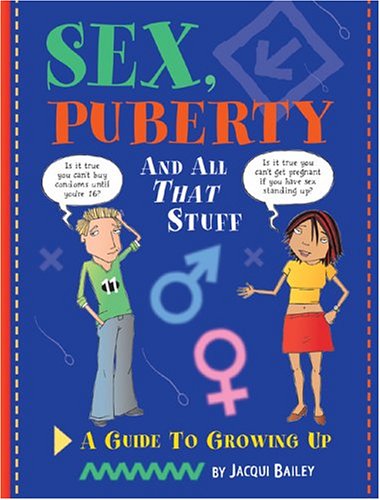 SEX,
PUBERTY
AND ALL
THAT
STUFF
Is it true
you can't buy
condoms until
you're 16?
Is it true you
can't get pregnant
if you have sex
standing up?
11
A GUIDE TO GROWING UP
BY JACQUI BAILEY